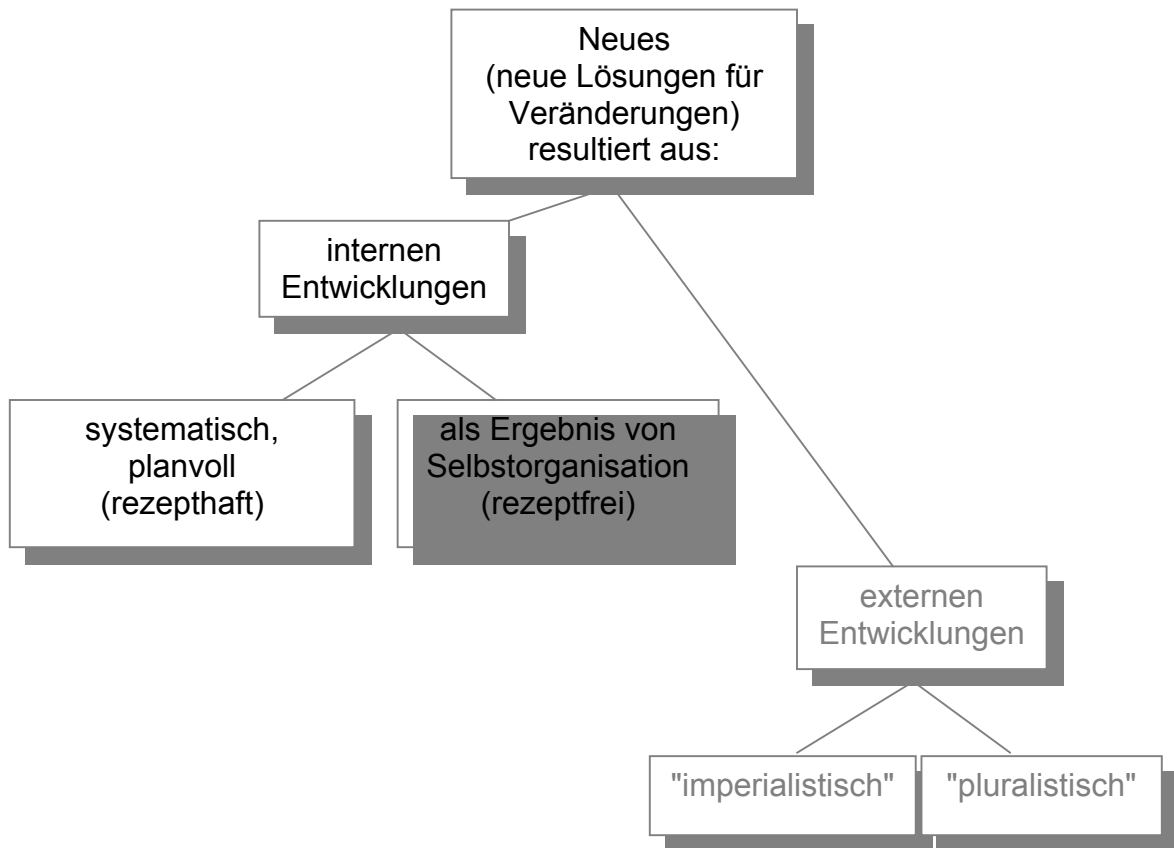 Neues
(neue Lösungen für
Veränderungen)
resultiert aus:
internen
Entwicklungen
systematisch,
planvoll
(rezepthaft)
als Ergebnis von
Selbstorganisation
(rezeptfrei)
externen
Entwicklungen
"imperialistisch"
"pluralistisch"